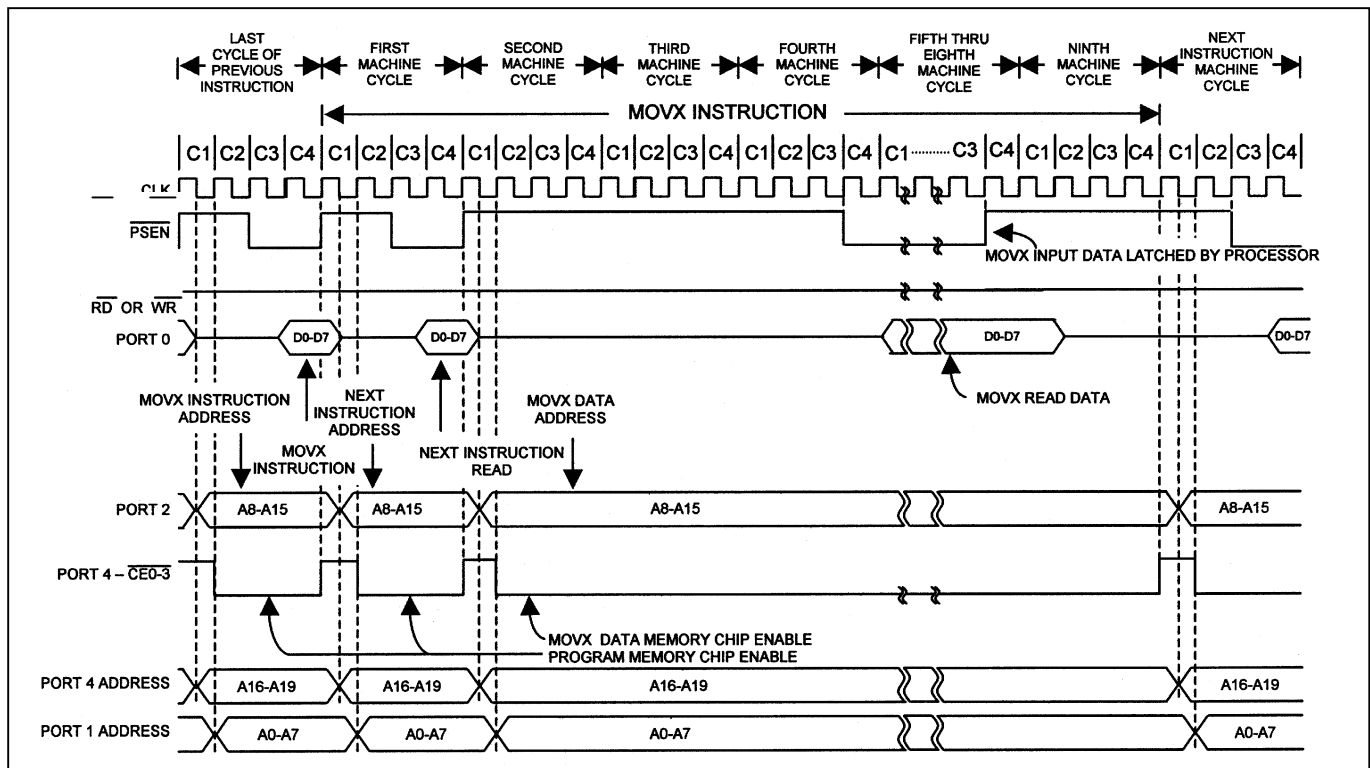 LAST CYCLE OF PREVIOUS INSTRUCTION
FIRST MACHINE CYCLE
SECOND MACHINE CYCLE
THIRD MACHINE CYCLE
FOURTH MACHINE CYCLE
FIFTH THRU EIGHTH MACHINE CYCLE
NINTH MACHINE CYCLE
NEXT INSTRUCTION MACHINE CYCLE
MOVX INSTRUCTION
C1 C2 C3 C4 C1 C2 C3 C4 C1 C2 C3 C4 C1 C2 C3 C4 C1 C2 C3 C4 C1 C3 C4 C1 C2 C3 C4 C1 C2 C3 C4
CLK
PSEN
MOVX INPUT DATA LATCHED BY PROCESSOR
RD OR WR
PORT 0 D0-D7 D0-D7 D0-D7 D0-D7
MOVX INSTRUCTION ADDRESS
NEXT INSTRUCTION ADDRESS
MOVX DATA ADDRESS
MOVX READ DATA
MOVX INSTRUCTION
NEXT INSTRUCTION READ
PORT 2 A8-A15 A8-A15 A8-A15 A8-A15
PORT 4 – CE0-3
MOVX DATA MEMORY CHIP ENABLE
PROGRAM MEMORY CHIP ENABLE
PORT 4 ADDRESS A16-A19 A16-A19 A16-A19 A16-A19
PORT 1 ADDRESS A0-A7 A0-A7 A0-A7 A0-A7